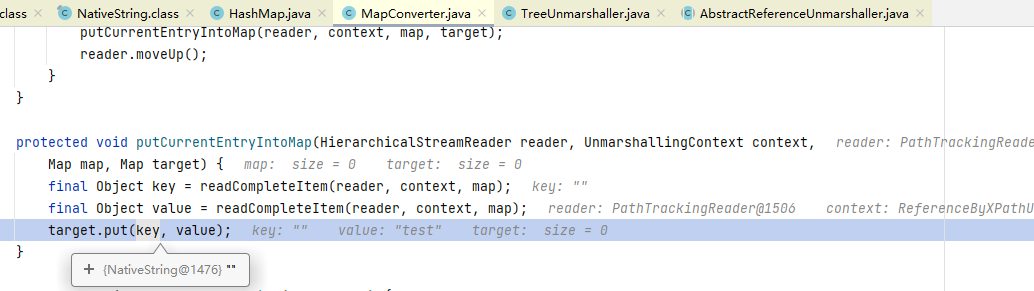 class NativeString.class HashMap.java MapConverter.java TreeUnmarshaller.java AbstractReferenceUnmarshaller.java
putCurrentEntryIntoMap(reader, context, map, target);
reader.moveUp();
}
}
protected void putCurrentEntryIntoMap(HierarchicalStreamReader reader, UnmarshallingContext context, reader: PathTrackingReade
Map map, Map target) { map: size = 0 target: size = 0
final Object key = readCompleteItem(reader, context, map); key: ""
final Object value = readCompleteItem(reader, context, map); reader: PathTrackingReader@1506 context: ReferenceByXPathU
target.put(key, value); key: "" value: "test" target: size = 0
}
+ {NativeString@1476} ""